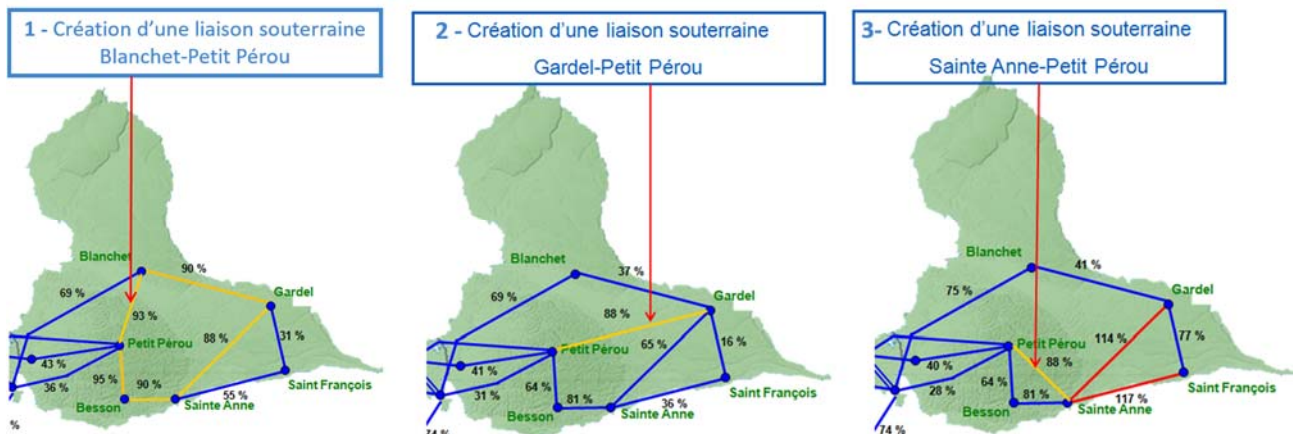 1 - Création d'une liaison souterraine
Blanchet-Petit Pérou
2 - Création d'une liaison souterraine
Gardel-Petit Pérou
3- Création d'une liaison souterraine
Sainte Anne-Petit Pérou
Blanchet
90 %
69 %
93 %
Gardel
88 %
31 %
Petit Pérou
43 %
36 %
95 %
90 %
Saint François
55 %
Besson
Sainte Anne
%
Blanchet
37 %
69 %
Gardel
88 %
65 %
16 %
Petit Pérou
41 %
31 %
64 %
81 %
Saint François
36 %
Besson
Sainte Anne
74 %
Blanchet
41 %
75 %
Gardel
114 %
77 %
Petit Pérou
88 %
40 %
28 %
64 %
81 %
Saint François
117 %
Besson
Sainte Anne
74 %